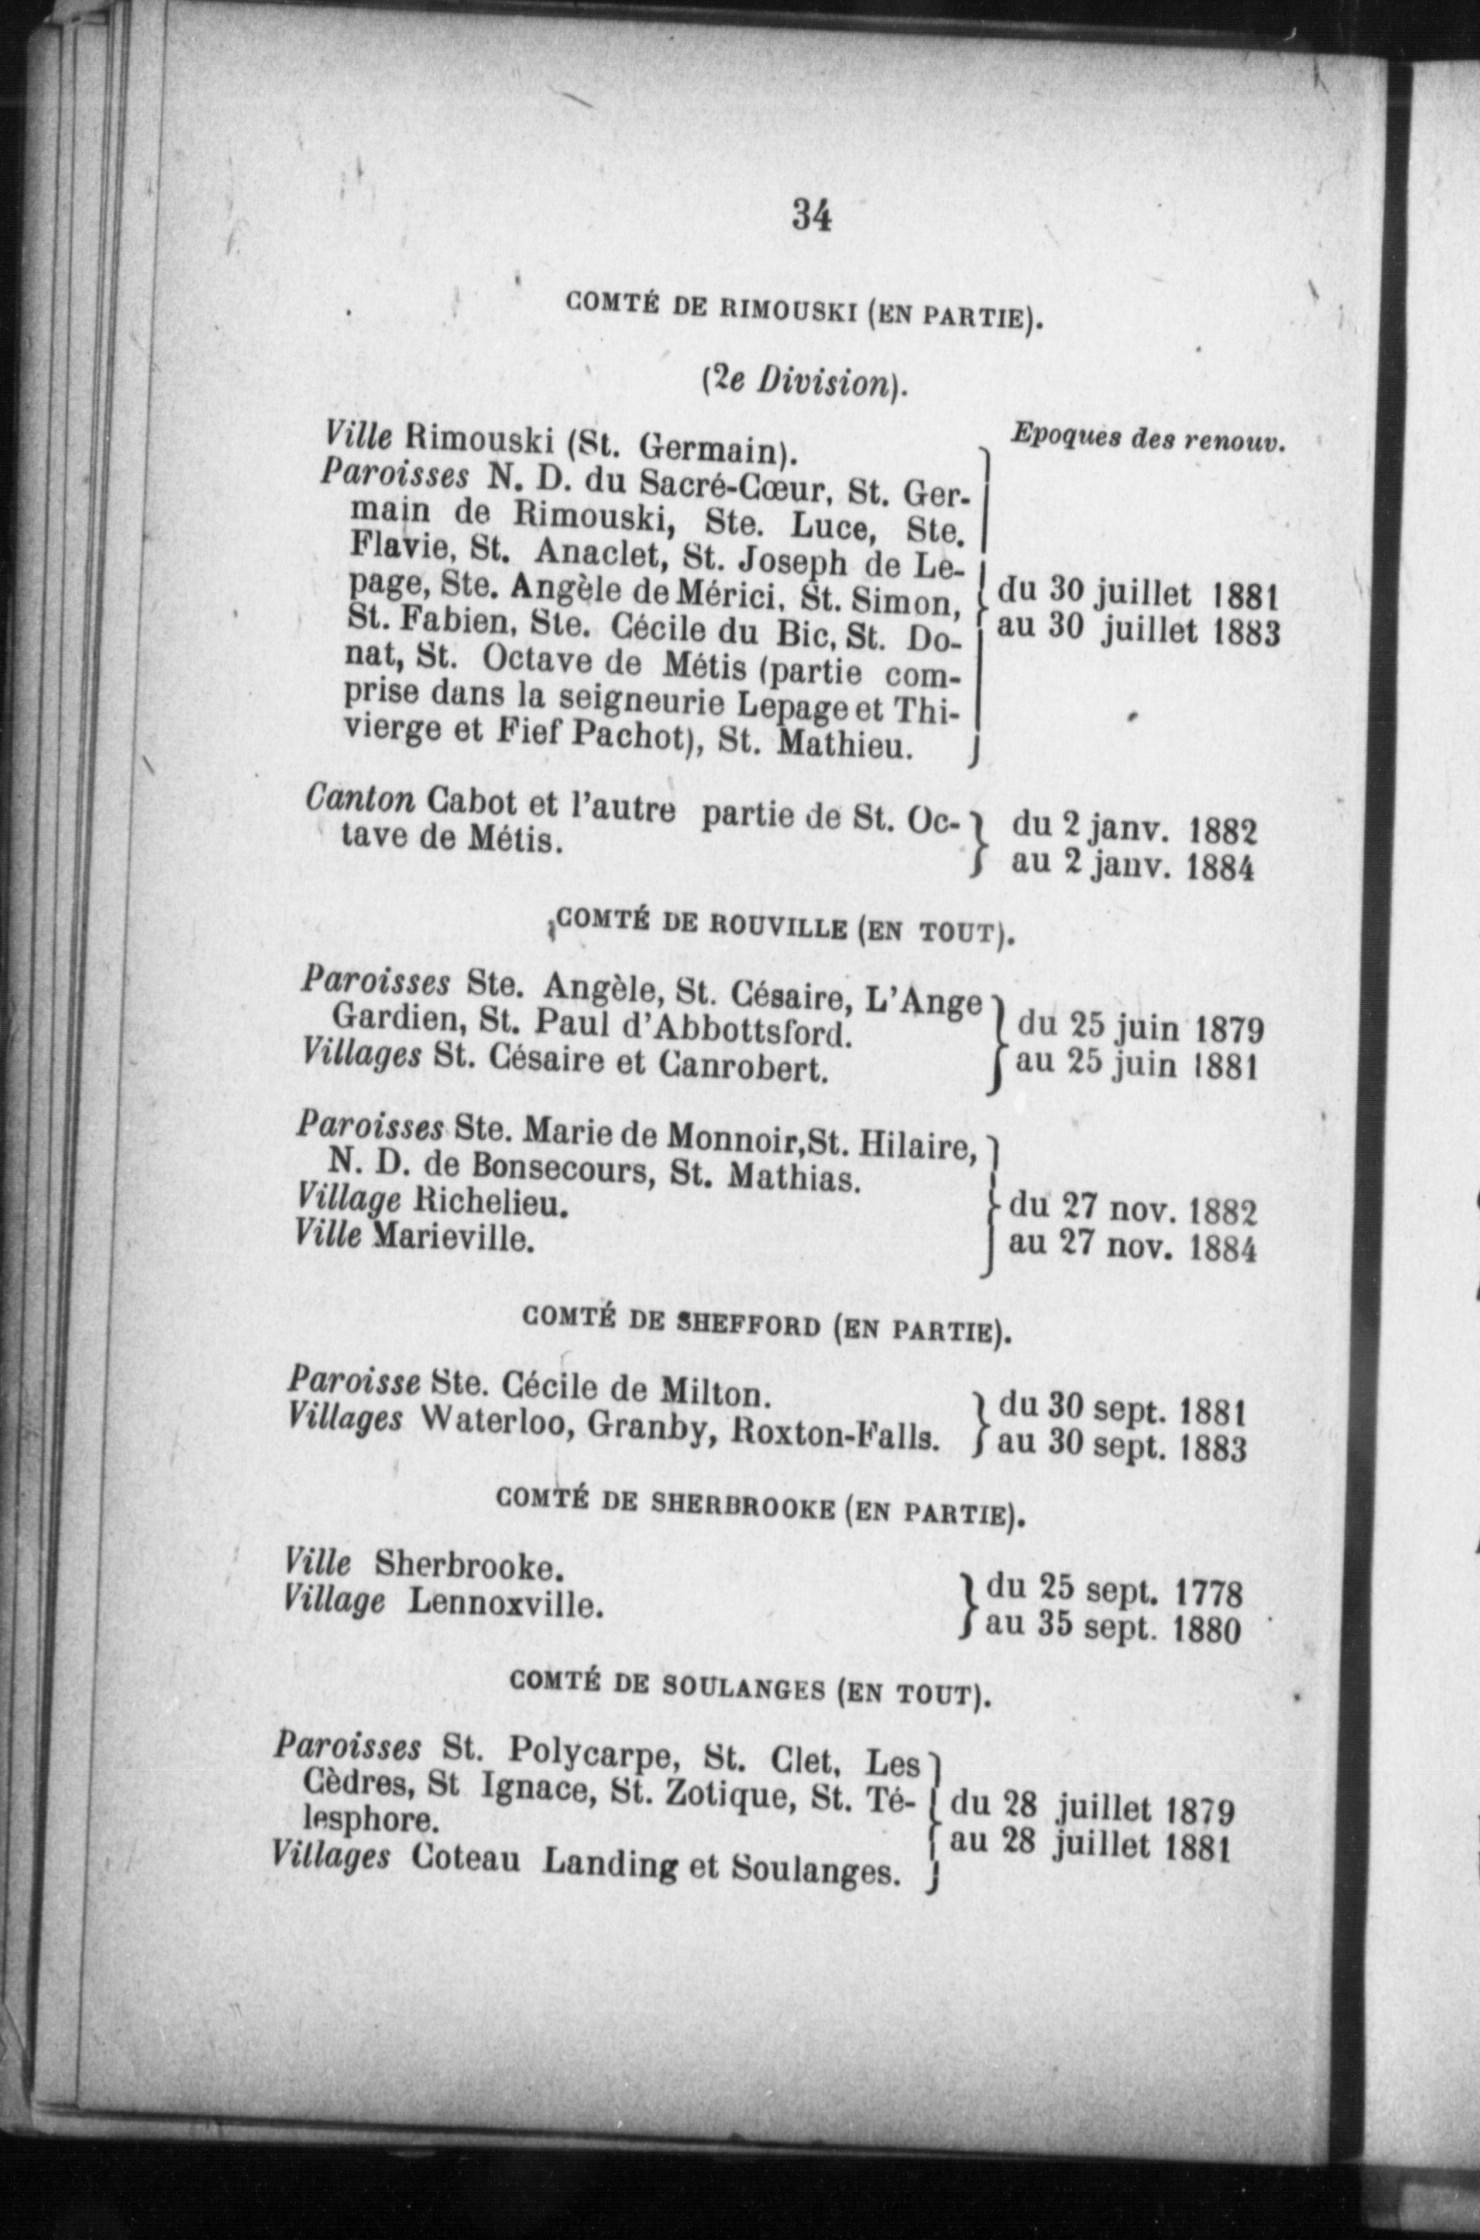 34
COMTÉ DE RIMOUSKI (EN PARTIE).
(2e Division).
Epoques des renouv.
Ville Rimouski (St. Germain).
Paroisses N. D. du Sacré-Cœur, St. Ger-
main de Rimouski, Ste. Luce, Ste.
Flavie, St. Anaclet, St. Joseph de Le-
page, Ste. Angèle de Mérici, St. Simon,
St. Fabien, Ste. Cécile du Bic, St. Do-
nat, St. Octave de Métis (partie com-
prise dans la seigneurie Lepage et Thi-
vierge et Fief Pachot), St. Mathieu.
du 30 juillet 1881
au 30 juillet 1883
Canton Cabot et l'autre partie de St. Oc-
tave de Métis.
du 2 janv. 1882
au 2 janv. 1884
COMTÉ DE ROUVILLE (EN TOUT).
Paroisses Ste. Angèle, St. Césaire, L'Ange
Gardien, St. Paul d'Abbottsford.
Villages St. Césaire et Canrobert.
du 25 juin 1879
au 25 juin 1881
Paroisses Ste. Marie de Monnoir, St. Hilaire,
N. D. de Bonsecours, St. Mathias.
Village Richelieu.
Ville Marieville.
du 27 nov. 1882
au 27 nov. 1884
COMTÉ DE SHEFFORD (EN PARTIE).
Paroisse Ste. Cécile de Milton.
Villages Waterloo, Granby, Roxton-Falls.
du 30 sept. 1881
au 30 sept. 1883
COMTÉ DE SHERBROOKE (EN PARTIE).
Ville Sherbrooke.
Village Lennoxville.
du 25 sept. 1778
au 35 sept. 1880
COMTÉ DE SOULANGES (EN TOUT).
Paroisses St. Polycarpe, St. Clet, Les
Cèdres, St Ignace, St. Zotique, St. Té-
lesphore.
Villages Coteau Landing et Soulanges.
du 28 juillet 1879
au 28 juillet 1881